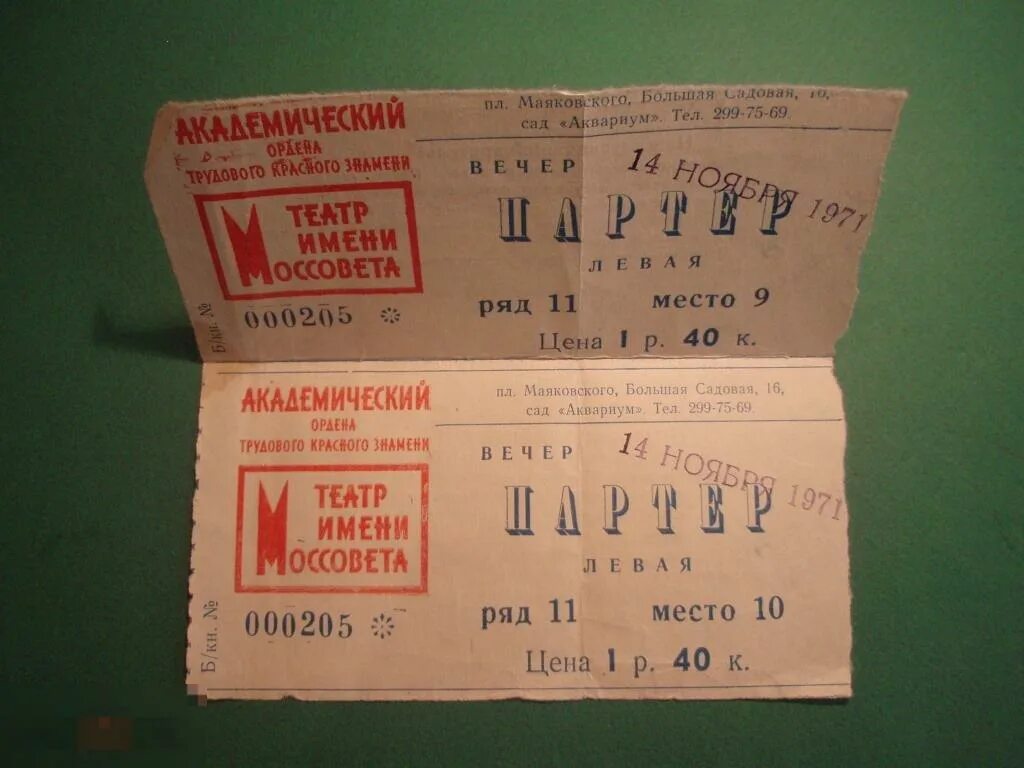 АКАДЕМИЧЕСКИЙ
ОРДЕНА
ТРУДОВОГО КРАСНОГО ЗНАМЕНИ
ТЕАТР
ИМЕНИ
МОССОВЕТА
Б/кн. №
000205
пл. Маяковского, Большая Садовая, 16,
сад «Аквариум». Тел. 299-75-69.
ВЕЧЕР
14 НОЯБРЯ 1971
ПАРТЕР
ЛЕВАЯ
ряд 11 место 9
Цена 1 р. 40 к.
АКАДЕМИЧЕСКИЙ
ОРДЕНА
ТРУДОВОГО КРАСНОГО ЗНАМЕНИ
ТЕАТР
ИМЕНИ
МОССОВЕТА
Б/кн. №
000205
пл. Маяковского, Большая Садовая, 16,
сад «Аквариум». Тел. 299-75-69.
ВЕЧЕР
14 НОЯБРЯ 1971
ПАРТЕР
ЛЕВАЯ
ряд 11 место 10
Цена 1 р. 40 к.